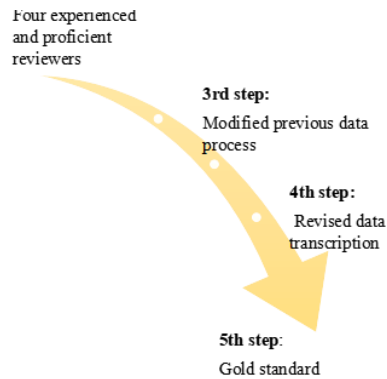 Four experienced
and proficient
reviewers
3rd step:
Modified previous data
process
4th step:
Revised data
transcription
5th step:
Gold standard